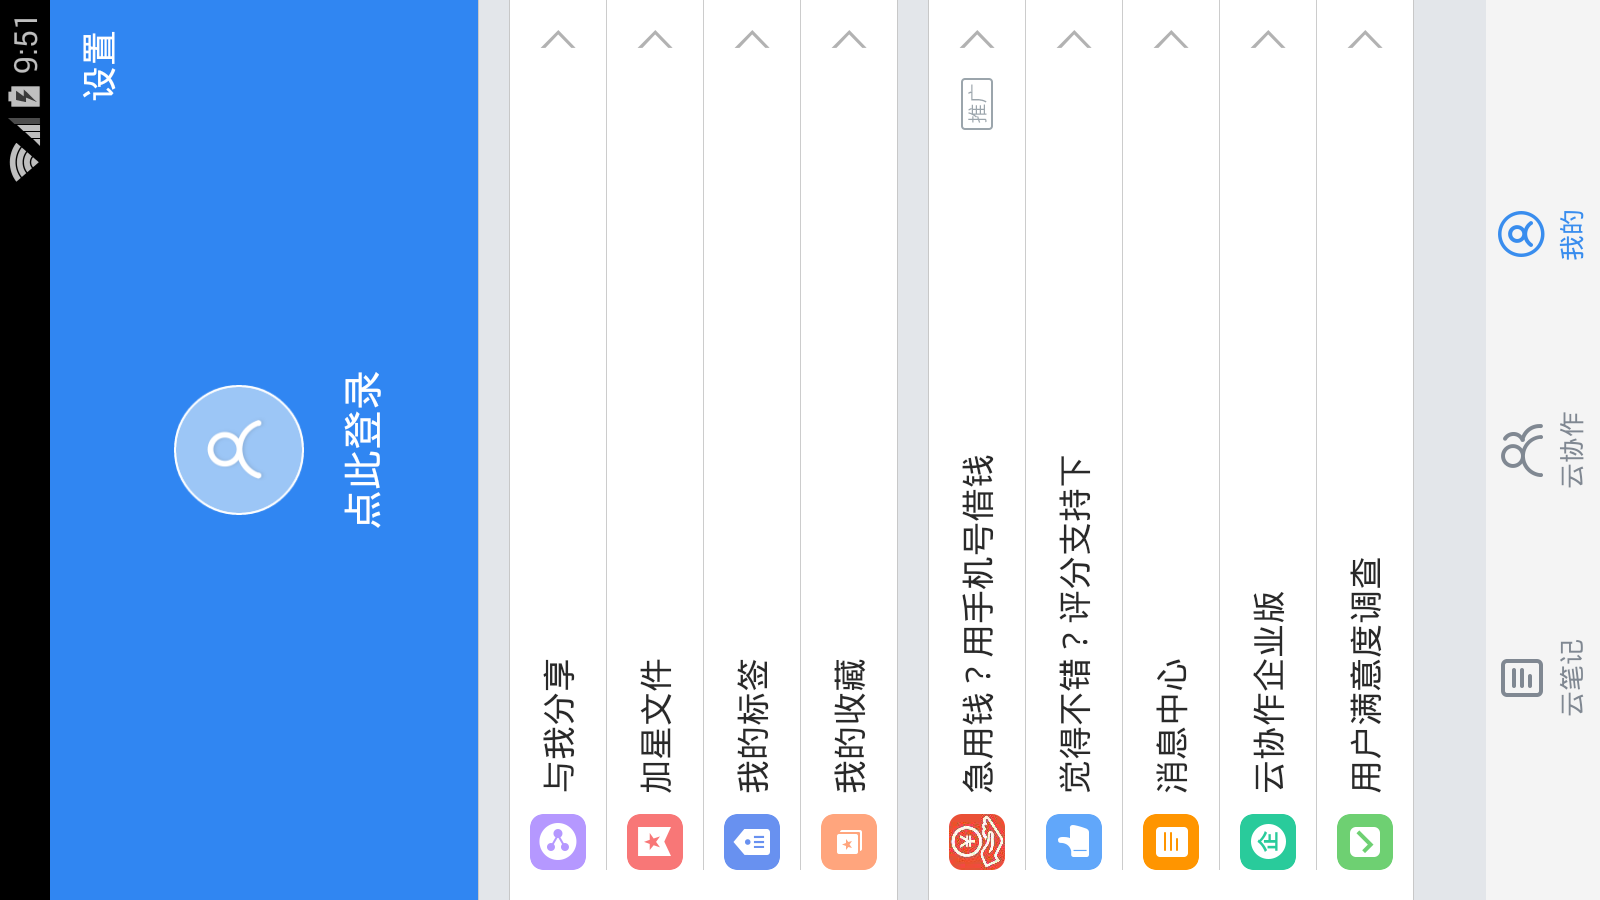 9:51
设置
点此登录
与我分享
加星文件
我的标签
我的收藏
急用钱？用手机号借钱
推广
觉得不错？评分支持下
消息中心
企
云协作企业版
用户满意度调查
云笔记
云协作
我的